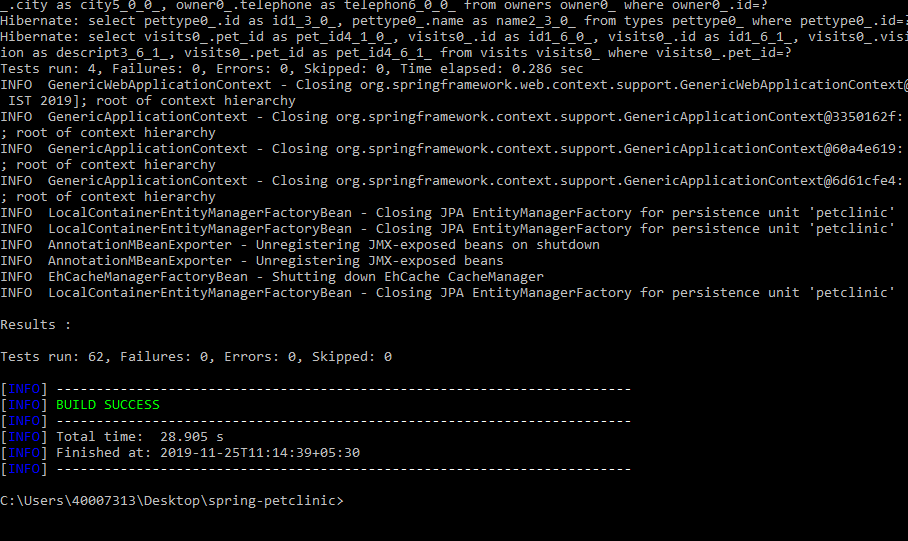 _.city as city5_0_0_, owner0_.telephone as telephon6_0_0_ from owners owner0_ where owner0_.id=?
Hibernate: select pettype0_.id as id1_3_0_, pettype0_.name as name2_3_0_ from types pettype0_ where pettype0_.id=?
Hibernate: select visits0_.pet_id as pet_id4_1_0_, visits0_.id as id1_6_0_, visits0_.id as id1_6_1_, visits0_.visi
ion as descript3_6_1_, visits0_.pet_id as pet_id4_6_1_ from visits visits0_ where visits0_.pet_id=?
Tests run: 4, Failures: 0, Errors: 0, Skipped: 0, Time elapsed: 0.286 sec
INFO  GenericWebApplicationContext - Closing org.springframework.web.context.support.GenericWebApplicationContext@
 IST 2019]; root of context hierarchy
INFO  GenericApplicationContext - Closing org.springframework.context.support.GenericApplicationContext@3350162f:
; root of context hierarchy
INFO  GenericApplicationContext - Closing org.springframework.context.support.GenericApplicationContext@60a4e619:
; root of context hierarchy
INFO  GenericApplicationContext - Closing org.springframework.context.support.GenericApplicationContext@6d61cfe4:
; root of context hierarchy
INFO  LocalContainerEntityManagerFactoryBean - Closing JPA EntityManagerFactory for persistence unit 'petclinic'
INFO  LocalContainerEntityManagerFactoryBean - Closing JPA EntityManagerFactory for persistence unit 'petclinic'
INFO  AnnotationMBeanExporter - Unregistering JMX-exposed beans on shutdown
INFO  AnnotationMBeanExporter - Unregistering JMX-exposed beans
INFO  EhCacheManagerFactoryBean - Shutting down EhCache CacheManager
INFO  LocalContainerEntityManagerFactoryBean - Closing JPA EntityManagerFactory for persistence unit 'petclinic'
Results :
Tests run: 62, Failures: 0, Errors: 0, Skipped: 0
[INFO] ------------------------------------------------------------------------
[INFO] BUILD SUCCESS
[INFO] ------------------------------------------------------------------------
[INFO] Total time:  28.905 s
[INFO] Finished at: 2019-11-25T11:14:39+05:30
[INFO] ------------------------------------------------------------------------
C:\Users\40007313\Desktop\spring-petclinic>